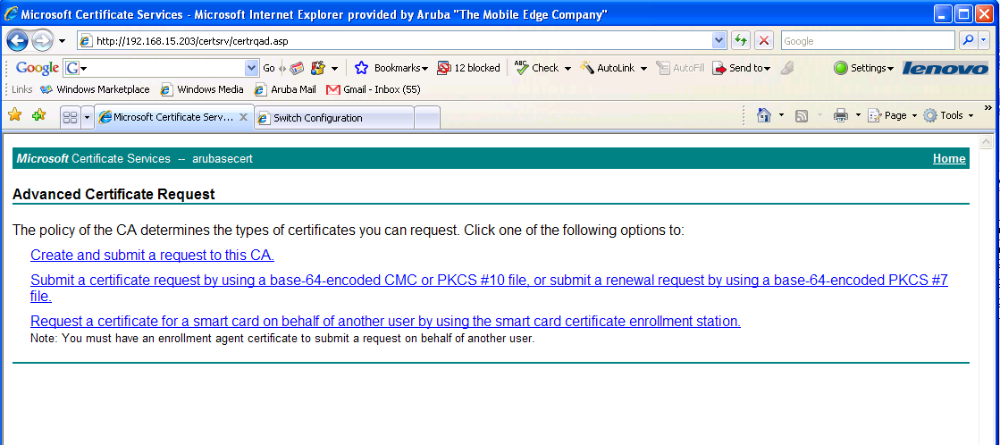 Microsoft Certificate Services - Microsoft Internet Explorer provided by Aruba "The Mobile Edge Company"
http://192.168.15.203/certsrv/certrqad.asp
Google
Google G Go Bookmarks 12 blocked ABC Check AutoLink AutoFill Send to Settings lenovo
Links Windows Marketplace Windows Media Aruba Mail Gmail - Inbox (55)
Microsoft Certificate Serv... Switch Configuration Page Tools »
Microsoft Certificate Services -- arubasecert Home
Advanced Certificate Request
The policy of the CA determines the types of certificates you can request. Click one of the following options to:
Create and submit a request to this CA.
Submit a certificate request by using a base-64-encoded CMC or PKCS #10 file, or submit a renewal request by using a base-64-encoded PKCS #7
file.
Request a certificate for a smart card on behalf of another user by using the smart card certificate enrollment station.
Note: You must have an enrollment agent certificate to submit a request on behalf of another user.